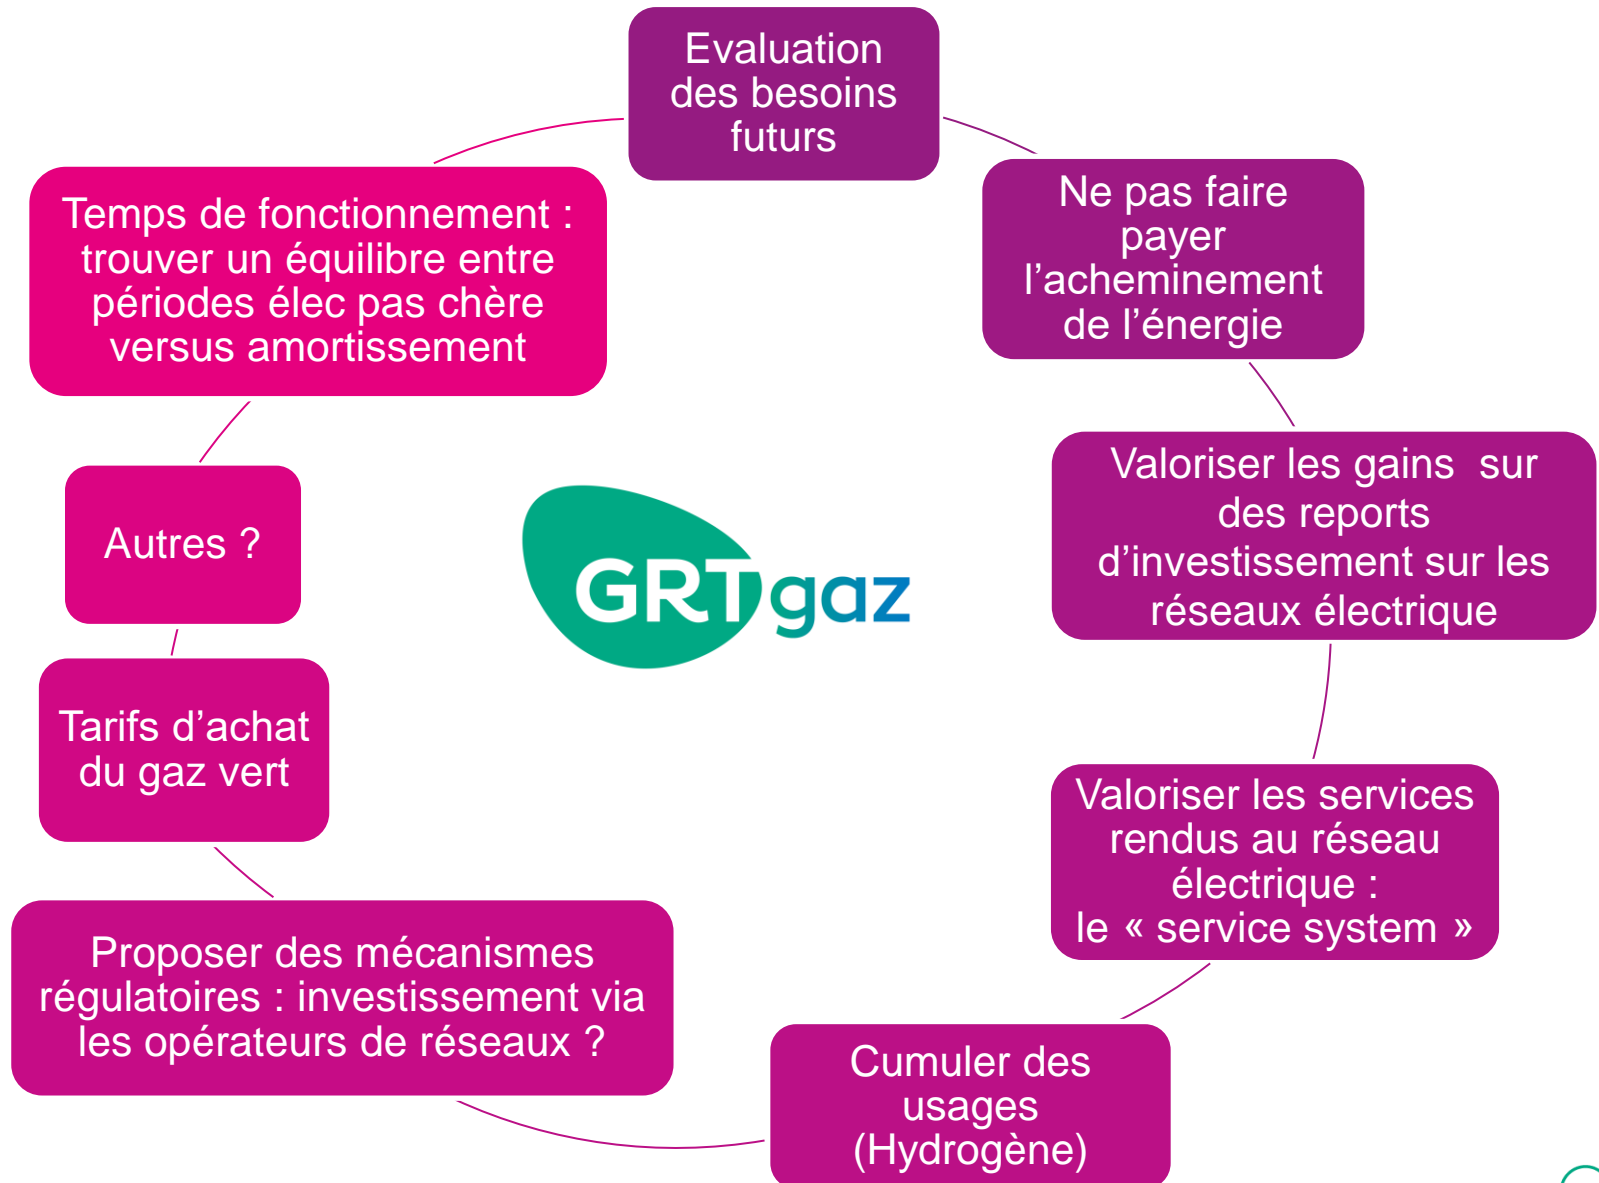 Evaluation
des besoins
futurs
Ne pas faire
payer
l’acheminement
de l’énergie
Valoriser les gains  sur
des reports
d’investissement sur les
réseaux électrique
Valoriser les services
rendus au réseau
électrique :
le « service system »
Cumuler des
usages
(Hydrogène)
Proposer des mécanismes
régulatoires : investissement via
les opérateurs de réseaux ?
Tarifs d’achat
du gaz vert
Autres ?
Temps de fonctionnement :
trouver un équilibre entre
périodes élec pas chère
versus amortissement
GRTgaz